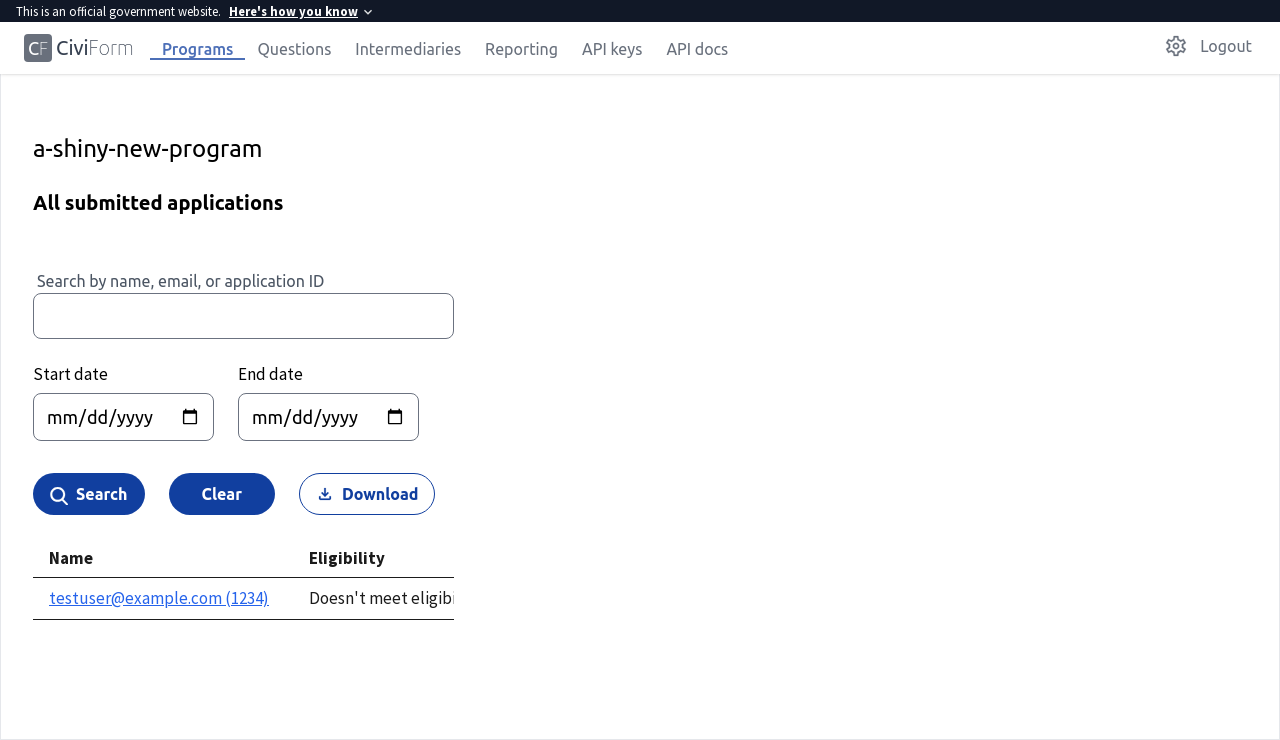 This is an official government website. Here's how you know
CF CiviForm Programs Questions Intermediaries Reporting API keys API docs Logout
a-shiny-new-program
All submitted applications
Search by name, email, or application ID
Start date End date
mm/dd/yyyy mm/dd/yyyy
Search Clear Download
Name Eligibility
testuser@example.com (1234) Doesn't meet eligibi